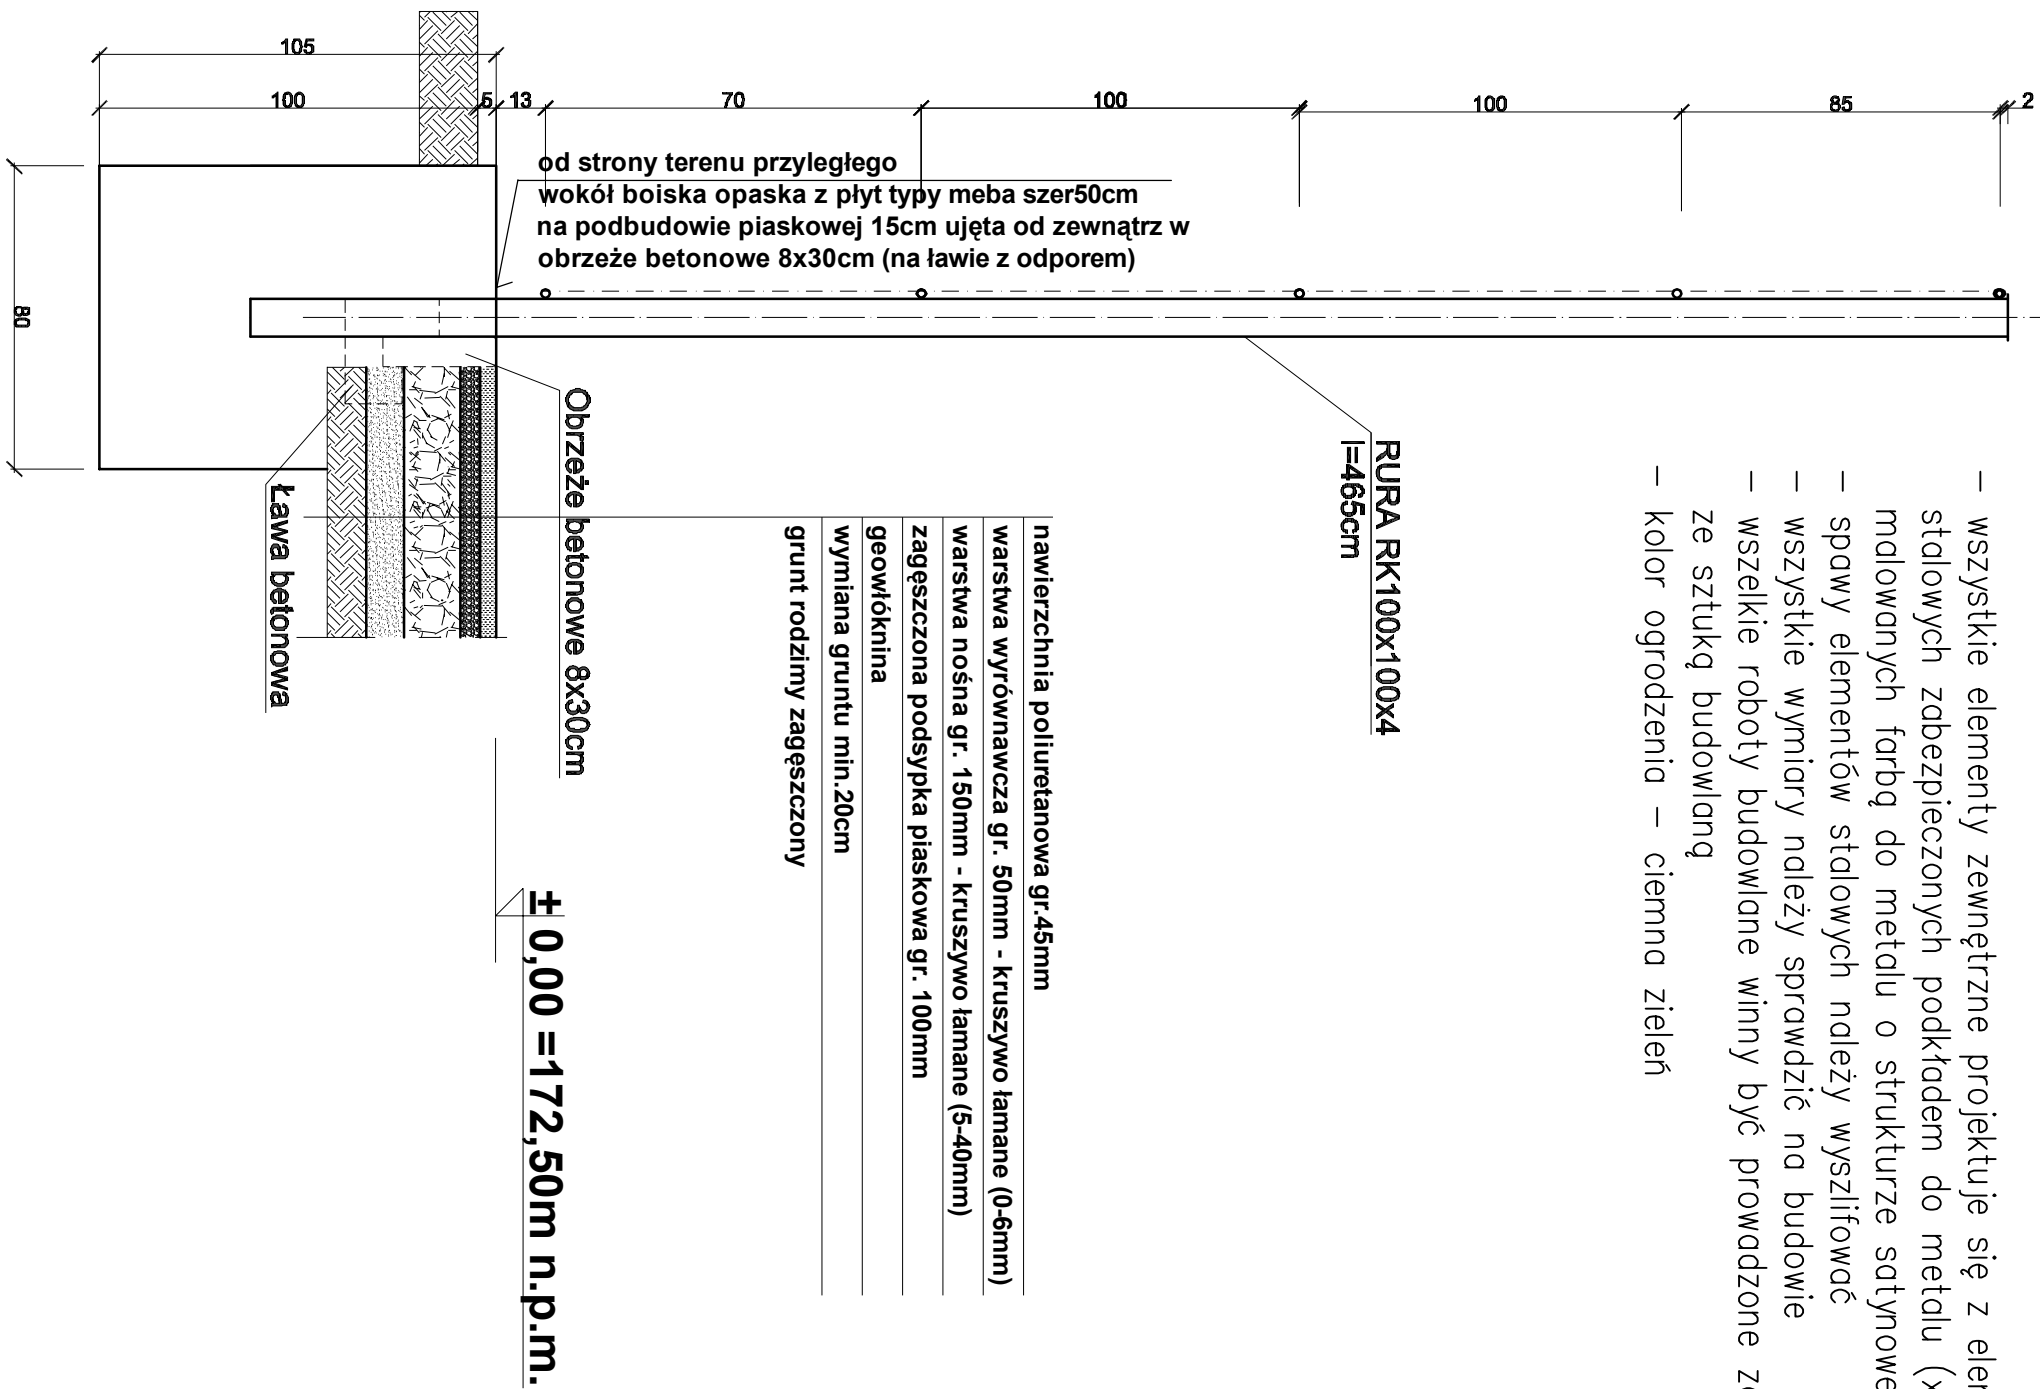 105
100
5
13
70
100
100
85
2
80
od strony terenu przyległego
wokół boiska opaska z płyt typy meba szer50cm
na podbudowie piaskowej 15cm ujęta od zewnątrz w
obrzeże betonowe 8x30cm (na ławie z odporem)
– wszystkie elementy zewnętrzne projektuje się z
stalowych zabezpieczonych podkładem do metalu
malowanych farbą do metalu o strukturze
– spawy elementów stalowych należy wyszlifować
– wszystkie wymiary należy sprawdzić na budowie
– wszelkie roboty budowlane winny być prowadzone
ze sztuką budowlaną
– kolor ogrodzenia – ciemna zieleń
RURA RK100x100x4
l=465cm
nawierzchnia poliuretanowa gr.45mm
warstwa wyrównawcza gr. 50mm - kruszywo łamane (0-6mm)
warstwa nośna gr. 150mm - kruszywo łamane (5-40mm)
zagęszczona podsypka piaskowa gr. 100mm
geowłóknina
wymiana gruntu min.20cm
grunt rodzimy zagęszczony
Obrzeże betonowe 8x30cm
± 0,00 =172,50m n.p.m.
Ława betonowa